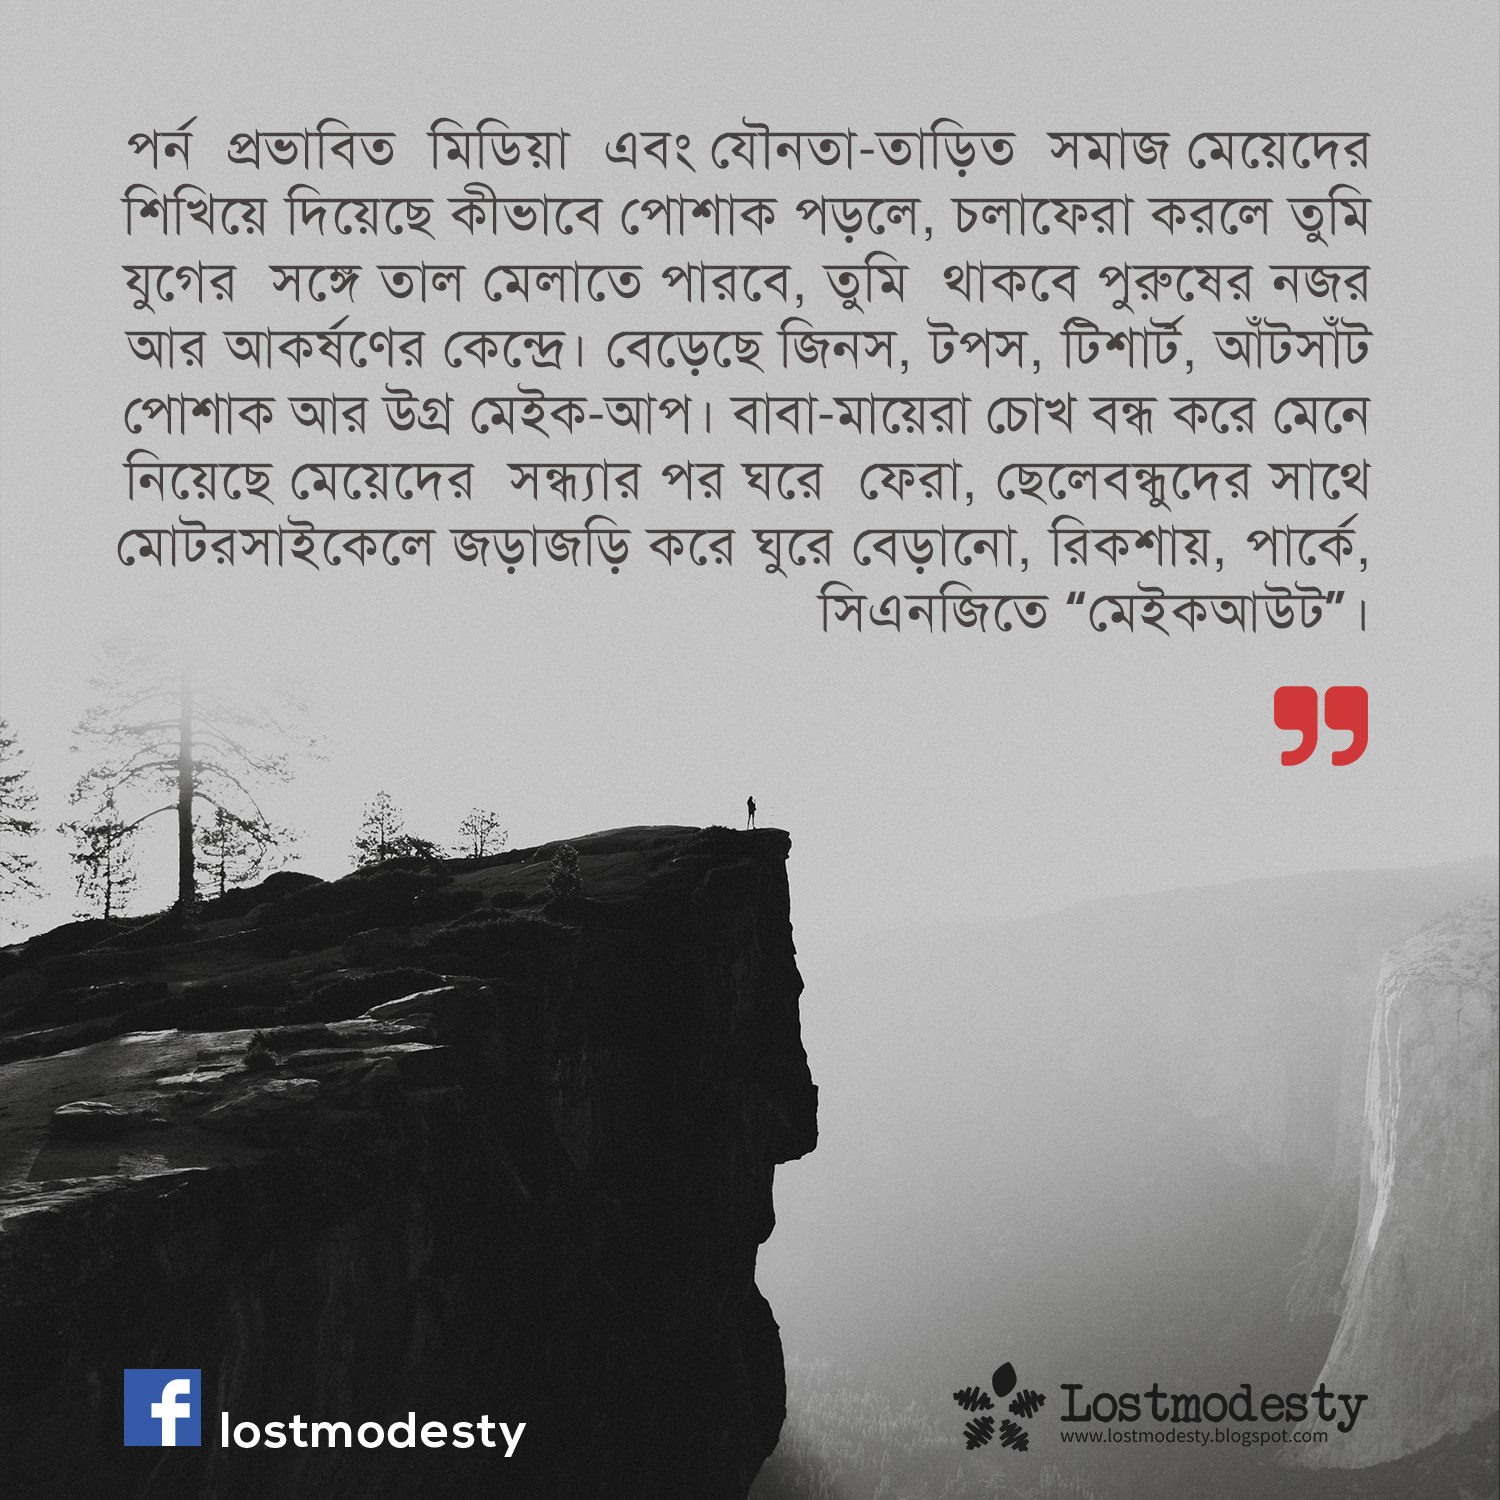 পর্ন প্রভাবিত মিডিয়া এবং যৌনতা-তাড়িত সমাজ মেয়েদের
শিখিয়ে দিয়েছে কীভাবে পোশাক পড়লে, চলাফেরা করলে তুমি
যুগের সঙ্গে তাল মেলাতে পারবে, তুমি থাকবে পুরুষের নজর
আর আকর্ষণের কেন্দ্রে। বেড়েছে জিনস, টপস, টিশার্ট, আঁটসাঁট
পোশাক আর উগ্র মেইক-আপ। বাবা-মায়েরা চোখ বন্ধ করে মেনে
নিয়েছে মেয়েদের সন্ধ্যার পর ঘরে ফেরা, ছেলেবন্ধুদের সাথে
মোটরসাইকেলে জড়াজড়ি করে ঘুরে বেড়ানো, রিকশায়, পার্কে,
সিএনজিতে “মেইকআউট”।
”
f lostmodesty
Lostmodesty
www.lostmodesty.blogspot.com